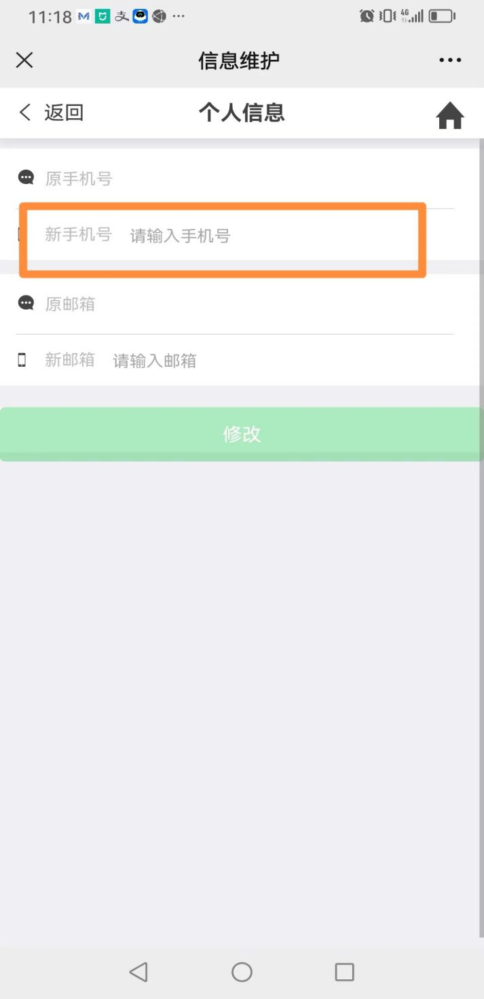 11:18 支 ··· 4G
信息维护
返回 个人信息
原手机号
新手机号 请输入手机号
原邮箱
新邮箱 请输入邮箱
修改